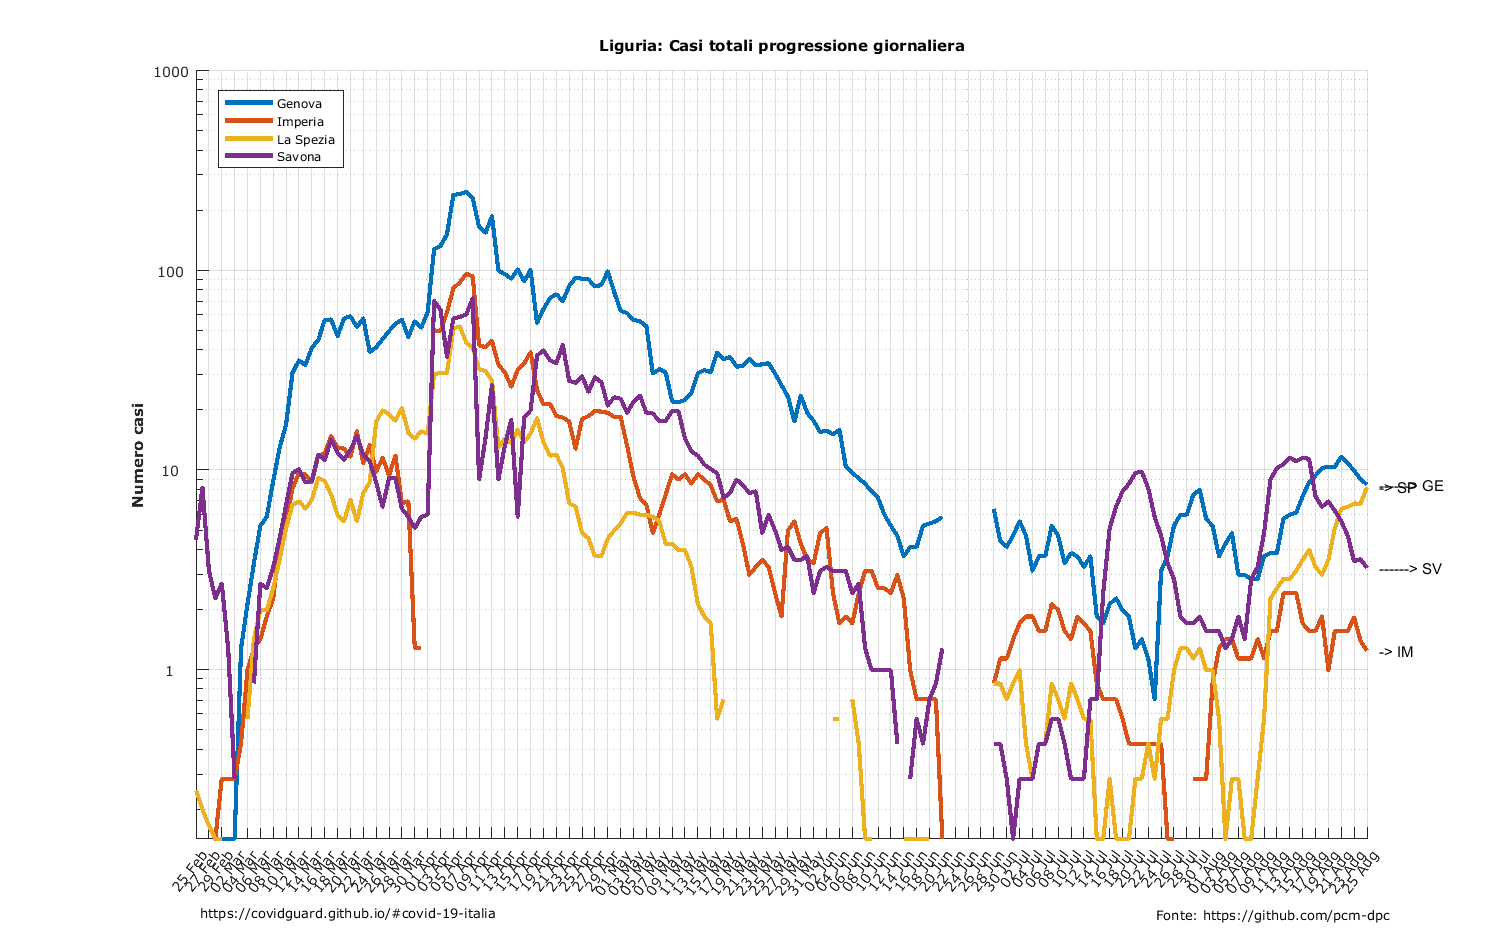 Liguria: Casi totali progressione giornaliera
1000
100
10
1
Numero casi
Genova
Imperia
La Spezia
Savona
------> GE
-> SP
------> SV
-> IM
25 Feb
27 Feb
29 Feb
02 Mar
04 Mar
06 Mar
08 Mar
10 Mar
12 Mar
14 Mar
16 Mar
18 Mar
20 Mar
22 Mar
24 Mar
26 Mar
28 Mar
30 Mar
01 Apr
03 Apr
05 Apr
07 Apr
09 Apr
11 Apr
13 Apr
15 Apr
17 Apr
19 Apr
21 Apr
23 Apr
25 Apr
27 Apr
29 Apr
01 May
03 May
05 May
07 May
09 May
11 May
13 May
15 May
17 May
19 May
21 May
23 May
25 May
27 May
29 May
31 May
02 Jun
04 Jun
06 Jun
08 Jun
10 Jun
12 Jun
14 Jun
16 Jun
18 Jun
20 Jun
22 Jun
24 Jun
26 Jun
28 Jun
30 Jun
02 Jul
04 Jul
06 Jul
08 Jul
10 Jul
12 Jul
14 Jul
16 Jul
18 Jul
20 Jul
22 Jul
24 Jul
26 Jul
28 Jul
30 Jul
01 Aug
03 Aug
05 Aug
07 Aug
09 Aug
11 Aug
13 Aug
15 Aug
17 Aug
19 Aug
21 Aug
23 Aug
25 Aug
https://covidguard.github.io/#covid-19-italia
Fonte: https://github.com/pcm-dpc